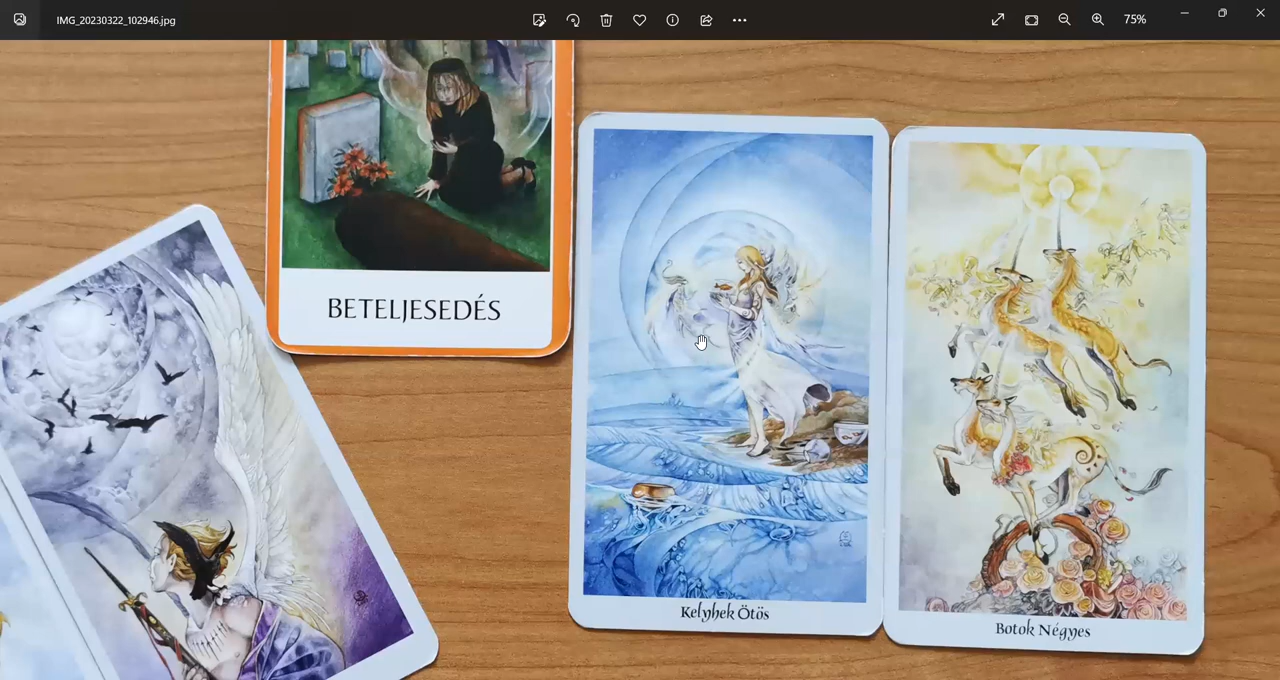 IMG_20230322_102946.jpg
75%
BETELJESEDÉS
Kelyhek Ötös
Botok Négyes